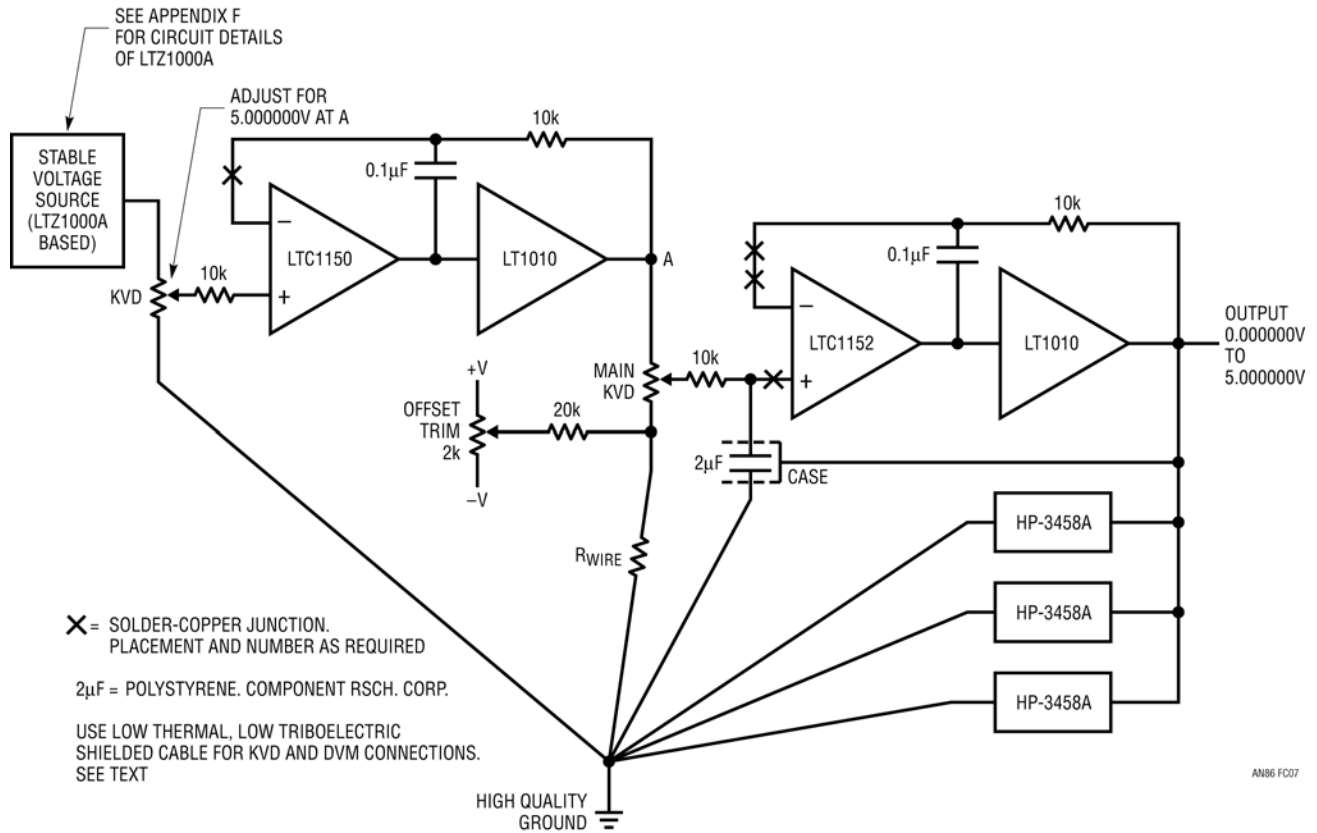 SEE APPENDIX F
FOR CIRCUIT DETAILS
OF LTZ1000A
ADJUST FOR
5.000000V AT A
STABLE
VOLTAGE
SOURCE
(LTZ1000A
BASED)
KVD
10k
10k
0.1µF
–
+
LTC1150
LT1010
A
+V
OFFSET
TRIM
2k
–V
20k
MAIN
KVD
10k
RWIRE
10k
0.1µF
–
+
LTC1152
LT1010
OUTPUT
0.000000V
TO
5.000000V
2µF
CASE
HP-3458A
HP-3458A
HP-3458A
X = SOLDER-COPPER JUNCTION.
PLACEMENT AND NUMBER AS REQUIRED
2µF = POLYSTYRENE. COMPONENT RSCH. CORP.
USE LOW THERMAL, LOW TRIBOELECTRIC
SHIELDED CABLE FOR KVD AND DVM CONNECTIONS.
SEE TEXT
HIGH QUALITY
GROUND
AN86 FC07